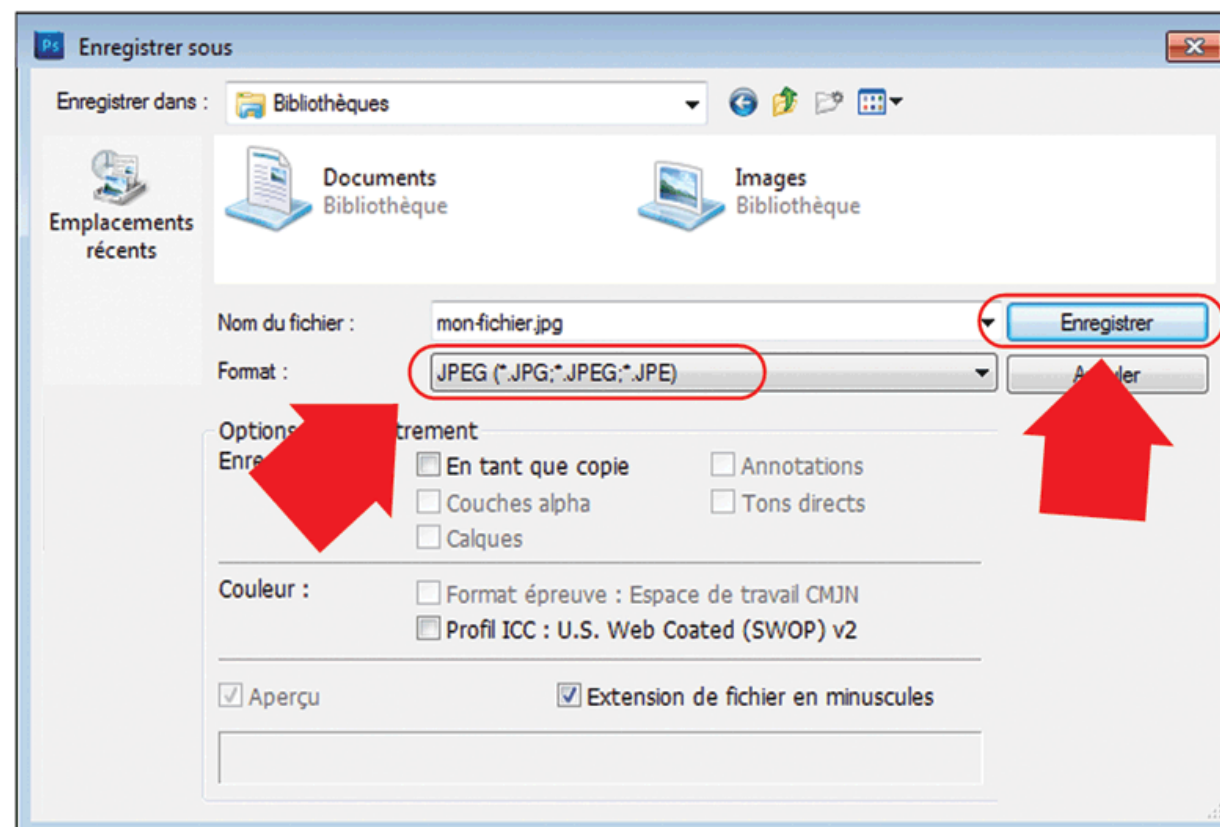 Ps Enregistrer sous
Enregistrer dans : Bibliothèques
Emplacements
récents
Documents
Bibliothèque
Images
Bibliothèque
Nom du fichier : mon-fichier.jpg Enregistrer
Format : JPEG (*.JPG;*.JPEG;*.JPE)
Options
En tant que copie Annotations
Couches alpha Tons directs
Calques
Couleur : Format épreuve : Espace de travail CMJN
Profil ICC : U.S. Web Coated (SWOP) v2
Aperçu Extension de fichier en minuscules